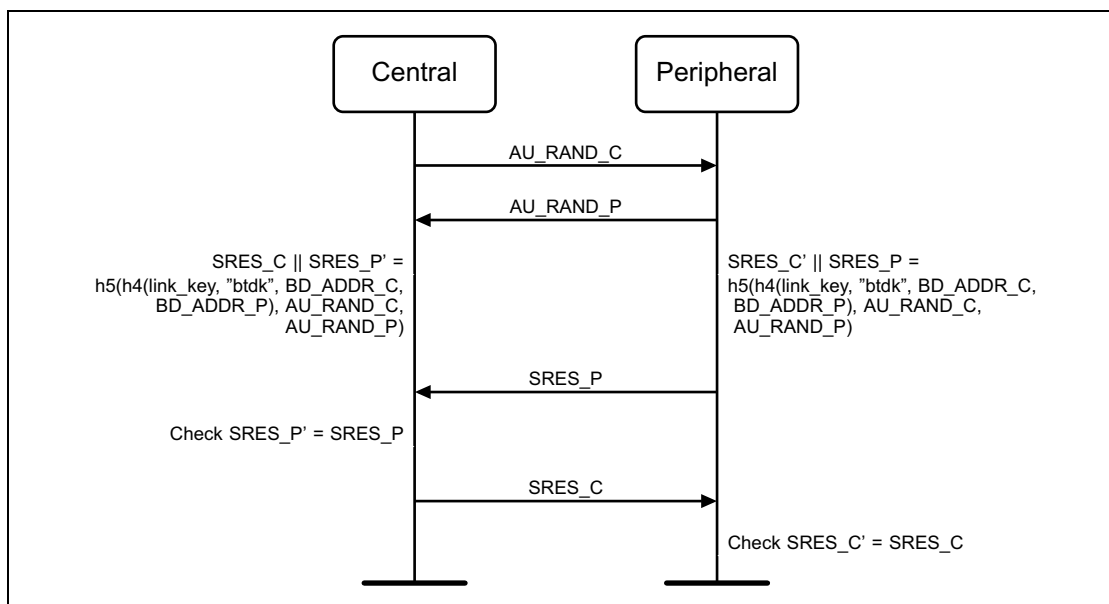 Central
Peripheral
AU_RAND_C
AU_RAND_P
SRES_C || SRES_P’ =
h5(h4(link_key, ”btdk”, BD_ADDR_C,
BD_ADDR_P), AU_RAND_C,
AU_RAND_P)
SRES_C’ || SRES_P =
h5(h4(link_key, ”btdk”, BD_ADDR_C,
BD_ADDR_P), AU_RAND_C,
AU_RAND_P)
SRES_P
Check SRES_P’ = SRES_P
SRES_C
Check SRES_C’ = SRES_C